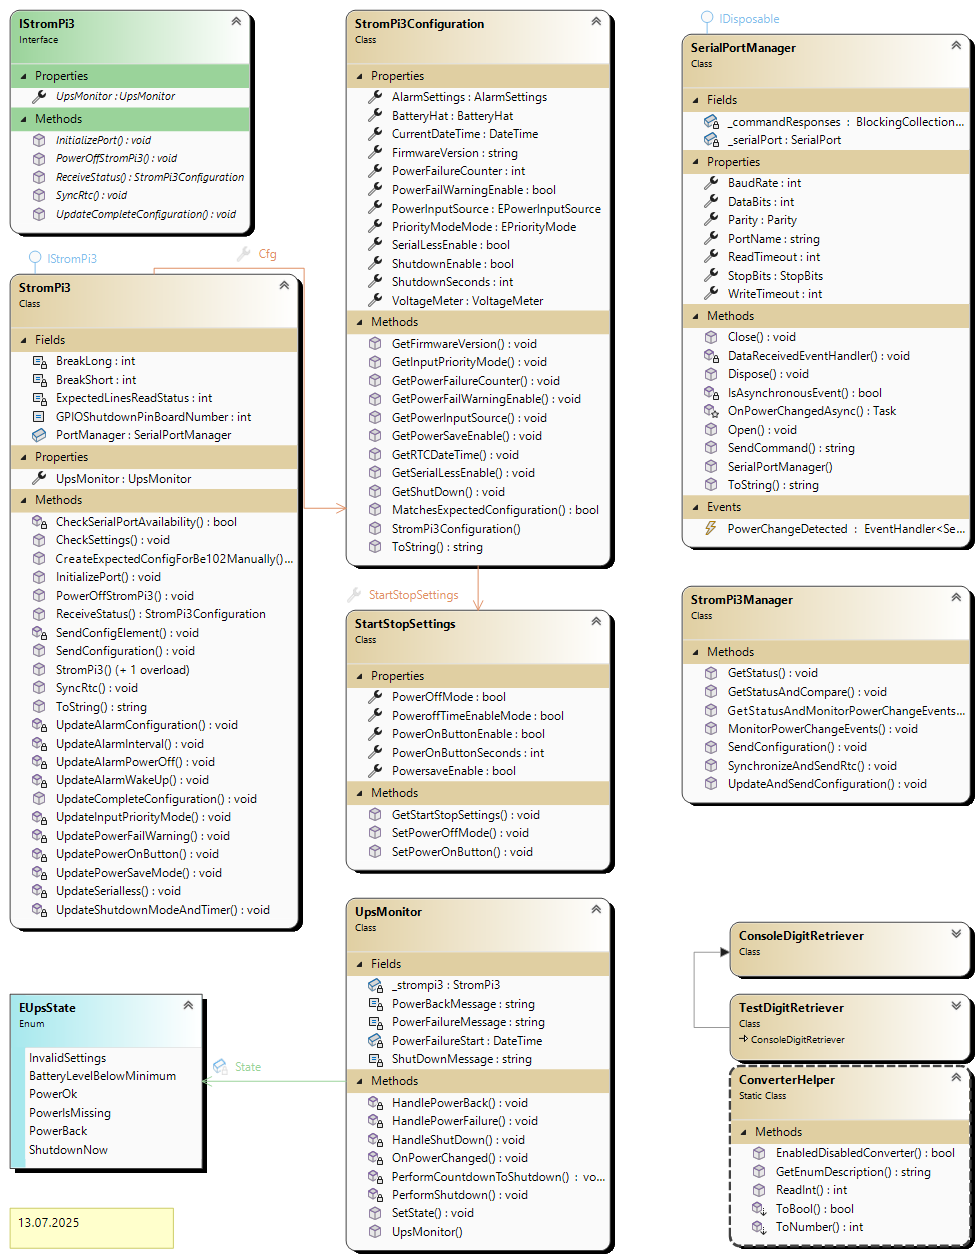 IStromPi3
Interface
Properties
UpsMonitor : UpsMonitor
Methods
InitializePort() : void
PowerOffStromPi3() : void
ReceiveStatus() : StromPi3Configuration
SyncRtc() : void
UpdateCompleteConfiguration() : void
IStromPi3
Cfg
StromPi3
Class
Fields
BreakLong : int
BreakShort : int
ExpectedLinesReadStatus : int
GPIOShutdownPinBoardNumber : int
PortManager : SerialPortManager
Properties
UpsMonitor : UpsMonitor
Methods
CheckSerialPortAvailability() : bool
CheckSettings() : void
CreateExpectedConfigForBe102Manually()...
InitializePort() : void
PowerOffStromPi3() : void
ReceiveStatus() : StromPi3Configuration
SendConfigElement() : void
SendConfiguration() : void
StromPi3() (+ 1 overload)
SyncRtc() : void
ToString() : string
UpdateAlarmConfiguration() : void
UpdateAlarmInterval() : void
UpdateAlarmPowerOff() : void
UpdateAlarmWakeUp() : void
UpdateCompleteConfiguration() : void
UpdateInputPriorityMode() : void
UpdatePowerFailWarning() : void
UpdatePowerOnButton() : void
UpdatePowerSaveMode() : void
UpdateSerialless() : void
UpdateShutdownModeAndTimer() : void
EUpsState
Enum
InvalidSettings
BatteryLevelBelowMinimum
PowerOk
PowerIsMissing
PowerBack
ShutdownNow
State
13.07.2025
StromPi3Configuration
Class
Properties
AlarmSettings : AlarmSettings
BatteryHat : BatteryHat
CurrentDateTime : DateTime
FirmwareVersion : string
PowerFailureCounter : int
PowerFailWarningEnable : bool
PowerInputSource : EPowerInputSource
PriorityModeMode : EPriorityMode
SerialLessEnable : bool
ShutdownEnable : bool
ShutdownSeconds : int
VoltageMeter : VoltageMeter
Methods
GetFirmwareVersion() : void
GetInputPriorityMode() : void
GetPowerFailureCounter() : void
GetPowerFailWarningEnable() : void
GetPowerInputSource() : void
GetPowerSaveEnable() : void
GetRTCDateTime() : void
GetSerialLessEnable() : void
GetShutDown() : void
MatchesExpectedConfiguration() : bool
StromPi3Configuration()
ToString() : string
StartStopSettings
StartStopSettings
Class
Properties
PowerOffMode : bool
PoweroffTimeEnableMode : bool
PowerOnButtonEnable : bool
PowerOnButtonSeconds : int
PowersaveEnable : bool
Methods
GetStartStopSettings() : void
SetPowerOffMode() : void
SetPowerOnButton() : void
UpsMonitor
Class
Fields
_strompi3 : StromPi3
PowerBackMessage : string
PowerFailureMessage : string
PowerFailureStart : DateTime
ShutDownMessage : string
Methods
HandlePowerBack() : void
HandlePowerFailure() : void
HandleShutDown() : void
OnPowerChanged() : void
PerformCountdownToShutdown() : vo...
PerformShutdown() : void
SetState() : void
UpsMonitor()
IDisposable
SerialPortManager
Class
Fields
_commandResponses : BlockingCollection...
_serialPort : SerialPort
Properties
BaudRate : int
DataBits : int
Parity : Parity
PortName : string
ReadTimeout : int
StopBits : StopBits
WriteTimeout : int
Methods
Close() : void
DataReceivedEventHandler() : void
Dispose() : void
IsAsynchronousEvent() : bool
OnPowerChangedAsync() : Task
Open() : void
SendCommand() : string
SerialPortManager()
ToString() : string
Events
PowerChangeDetected : EventHandler<Se...
StromPi3Manager
Class
Methods
GetStatus() : void
GetStatusAndCompare() : void
GetStatusAndMonitorPowerChangeEvents...
MonitorPowerChangeEvents() : void
SendConfiguration() : void
SynchronizeAndSendRtc() : void
UpdateAndSendConfiguration() : void
ConsoleDigitRetriever
Class
TestDigitRetriever
Class
ConsoleDigitRetriever
ConverterHelper
Static Class
Methods
EnabledDisabledConverter() : bool
GetEnumDescription() : string
ReadInt() : int
ToBool() : bool
ToNumber() : int